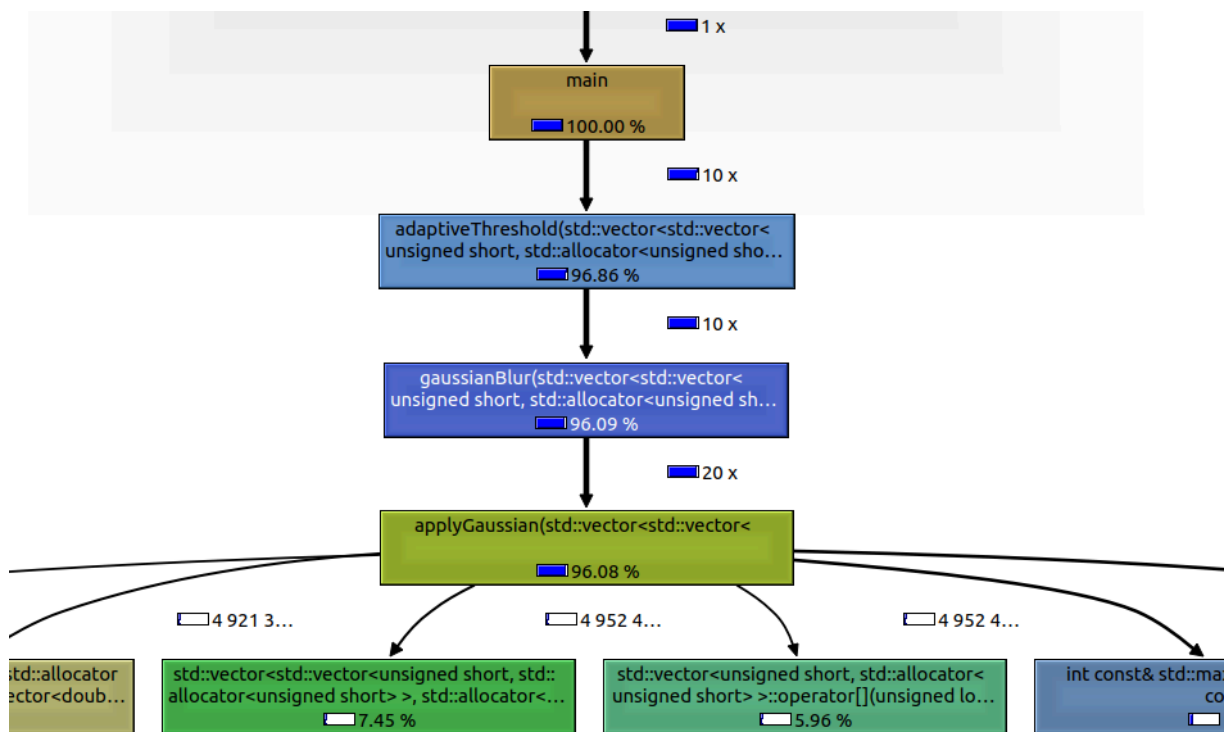 1 x
main
100.00 %
10 x
adaptiveThreshold(std::vector<std::vector<
unsigned short, std::allocator<unsigned sho…
96.86 %
10 x
gaussianBlur(std::vector<std::vector<
unsigned short, std::allocator<unsigned sh…
96.09 %
20 x
applyGaussian(std::vector<std::vector<
96.08 %
4 921 3…
4 952 4…
4 952 4…
std::allocator
ector<doub…
std::vector<std::vector<unsigned short, std::
allocator<unsigned short> >, std::allocator<…
7.45 %
std::vector<unsigned short, std::allocator<
unsigned short> >::operator[](unsigned lo…
5.96 %
int const& std::ma
co